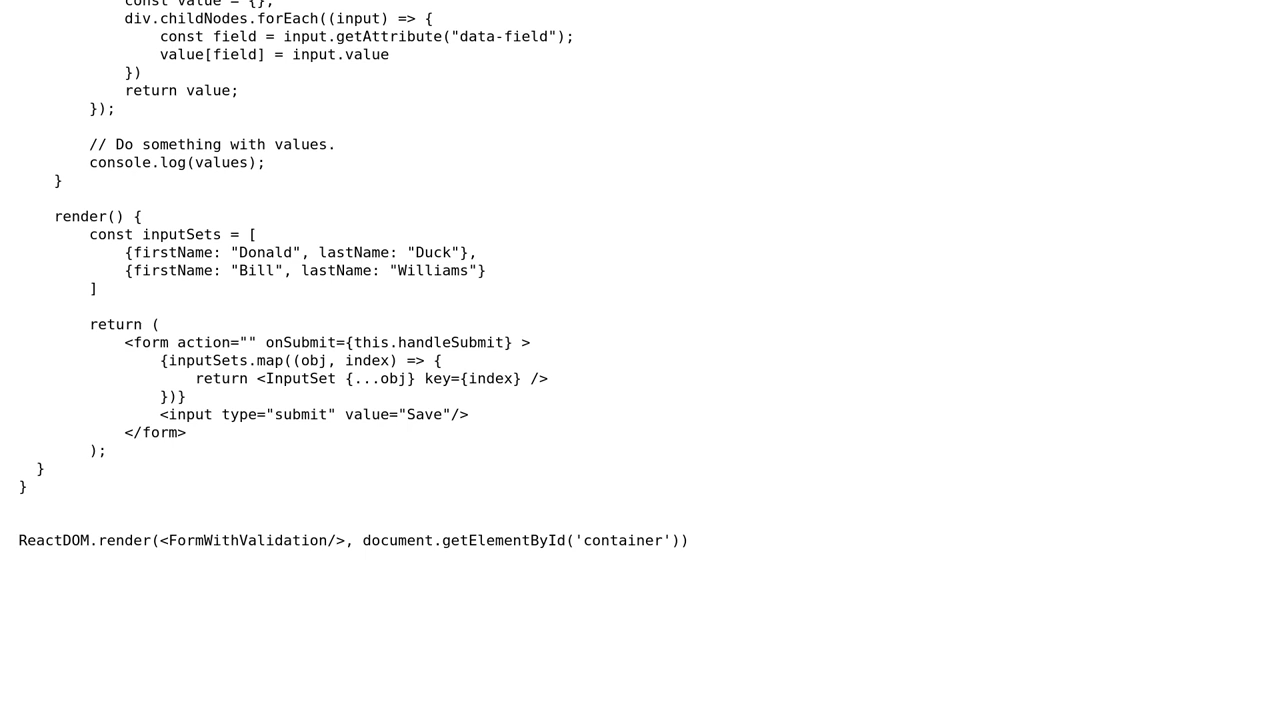 const value = {};
div.childNodes.forEach((input) => {
const field = input.getAttribute("data-field");
value[field] = input.value
})
return value;
});
// Do something with values.
console.log(values);
}
render() {
const inputSets = [
{firstName: "Donald", lastName: "Duck"},
{firstName: "Bill", lastName: "Williams"}
]
return (
<form action="" onSubmit={this.handleSubmit} >
{inputSets.map((obj, index) => {
return <InputSet {...obj} key={index} />
})}
<input type="submit" value="Save"/>
</form>
);
}
}
ReactDOM.render(<FormWithValidation/>, document.getElementById('container'))